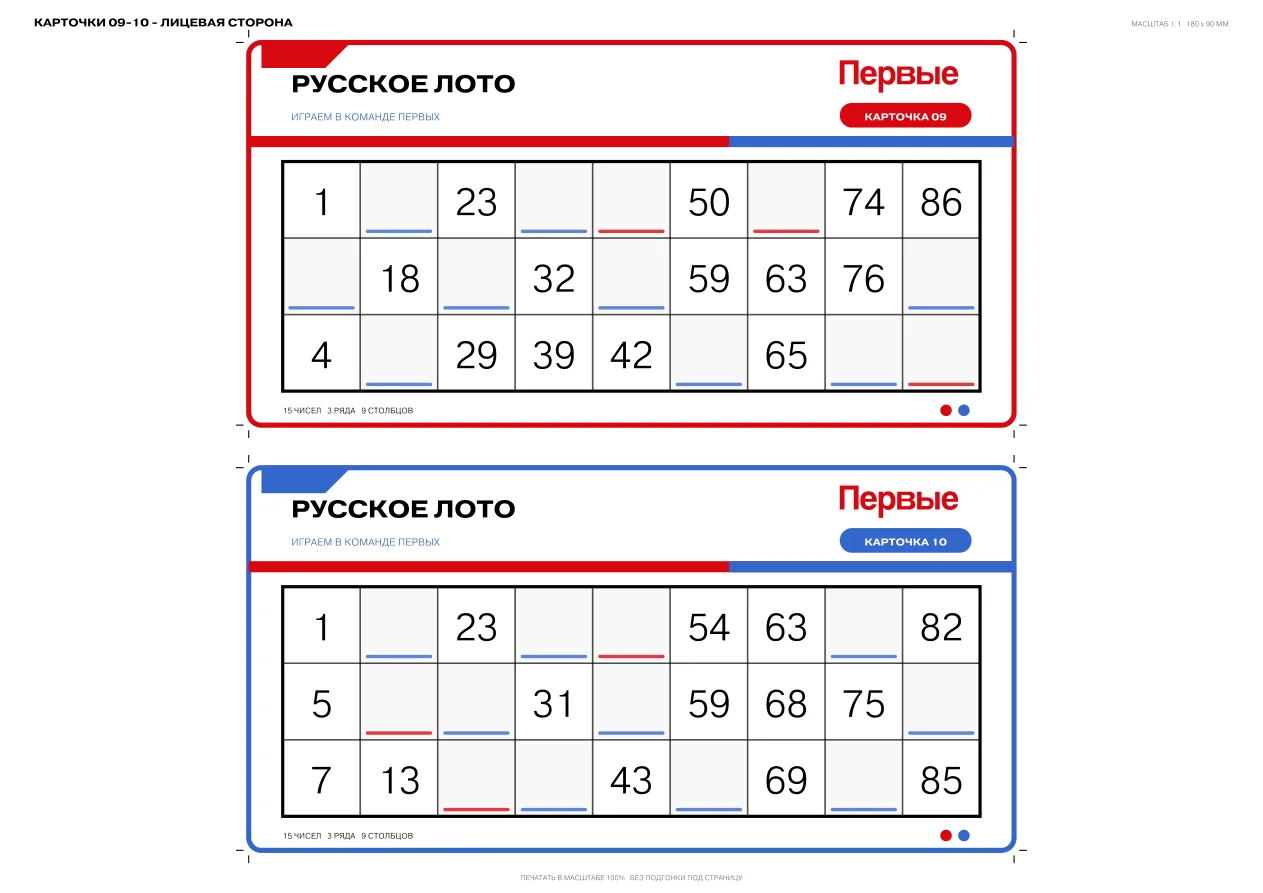 КАРТОЧКИ 09-10 - ЛИЦЕВАЯ СТОРОНА
МАСШТАБ 1:1 180 x 90 ММ
РУССКОЕ ЛОТО
Первые
ИГРАЕМ В КОМАНДЕ ПЕРВЫХ
КАРТОЧКА 09
1 23 50 74 86
18 32 59 63 76
4 29 39 42 65
15 ЧИСЕЛ 3 РЯДА 9 СТОЛБЦОВ
РУССКОЕ ЛОТО
Первые
ИГРАЕМ В КОМАНДЕ ПЕРВЫХ
КАРТОЧКА 10
1 23 54 63 82
5 31 59 68 75
7 13 43 69 85
15 ЧИСЕЛ 3 РЯДА 9 СТОЛБЦОВ
ПЕЧАТАТЬ В МАСШТАБЕ 100% БЕЗ ПОДГОНКИ ПОД СТРАНИЦУ